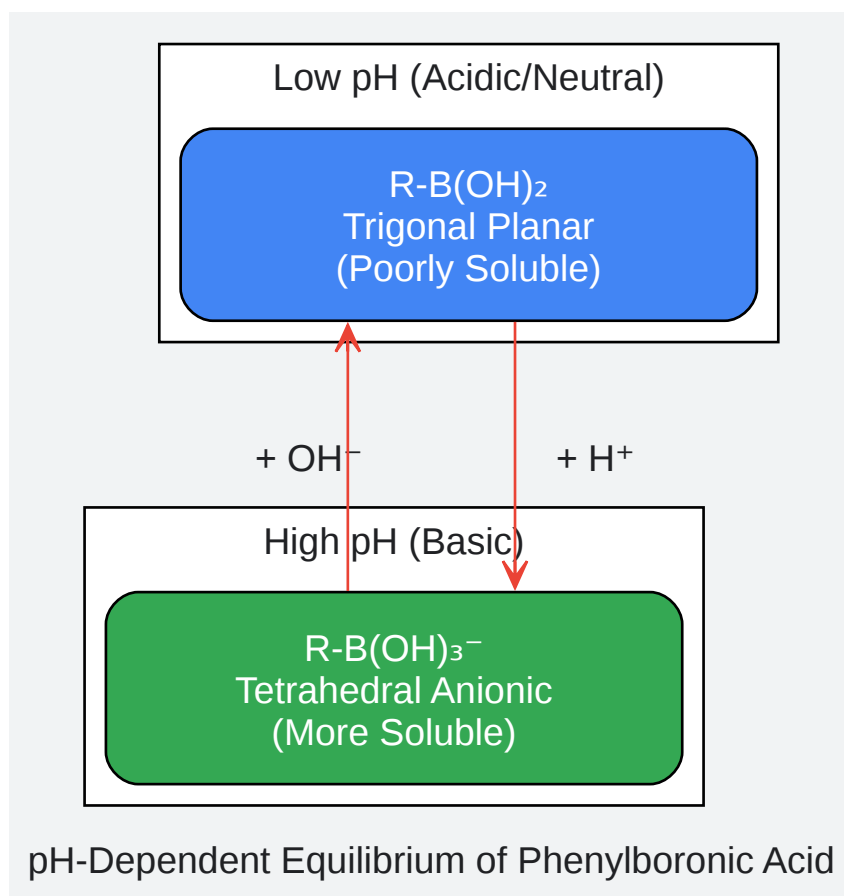 Low pH (Acidic/Neutral)
R-B(OH)₂
Trigonal Planar
(Poorly Soluble)
+ OH⁻
+ H⁺
High pH (Basic)
R-B(OH)₃⁻
Tetrahedral Anionic
(More Soluble)
pH-Dependent Equilibrium of Phenylboronic Acid